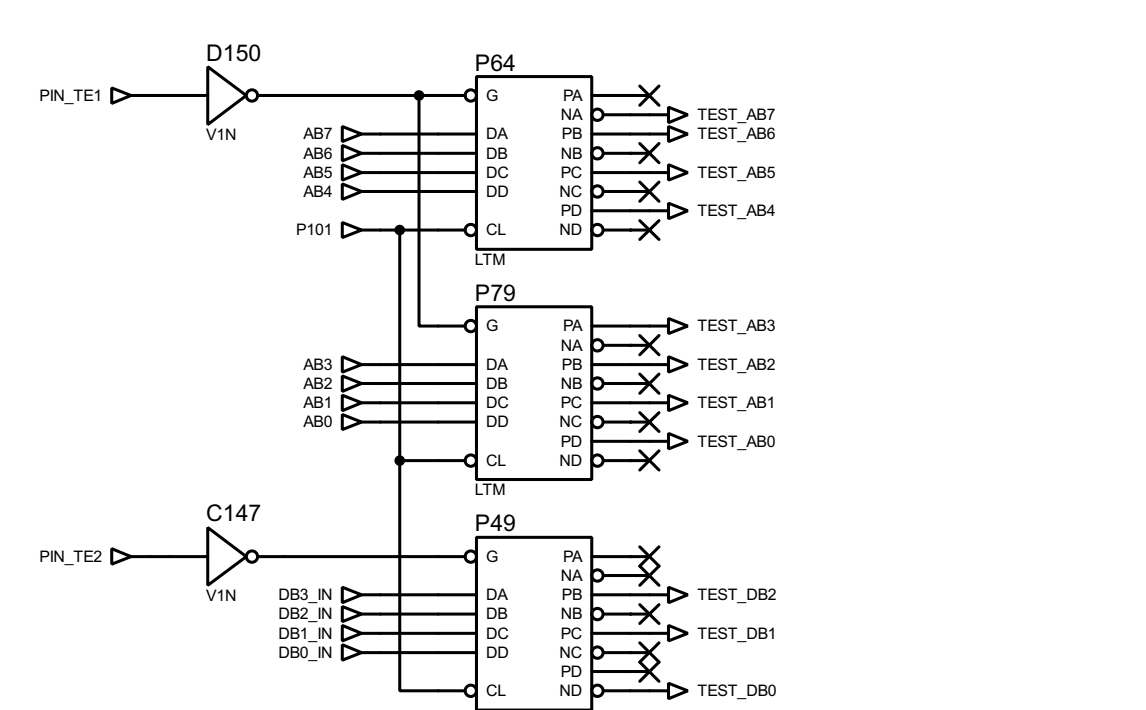 D150
P64
PIN_TE1
G PA
NA TEST_AB7
V1N AB7 DA PB TEST_AB6
AB6 DB NB
AB5 DC PC TEST_AB5
AB4 DD NC
PD TEST_AB4
P101 CL ND
LTM
P79
G PA TEST_AB3
NA
AB3 DA PB TEST_AB2
AB2 DB NB
AB1 DC PC TEST_AB1
AB0 DD NC
PD TEST_AB0
CL ND
LTM
C147
P49
PIN_TE2 G PA
NA
V1N DB3_IN DA PB TEST_DB2
DB2_IN DB NB
DB1_IN DC PC TEST_DB1
DB0_IN DD NC
PD
CL ND TEST_DB0